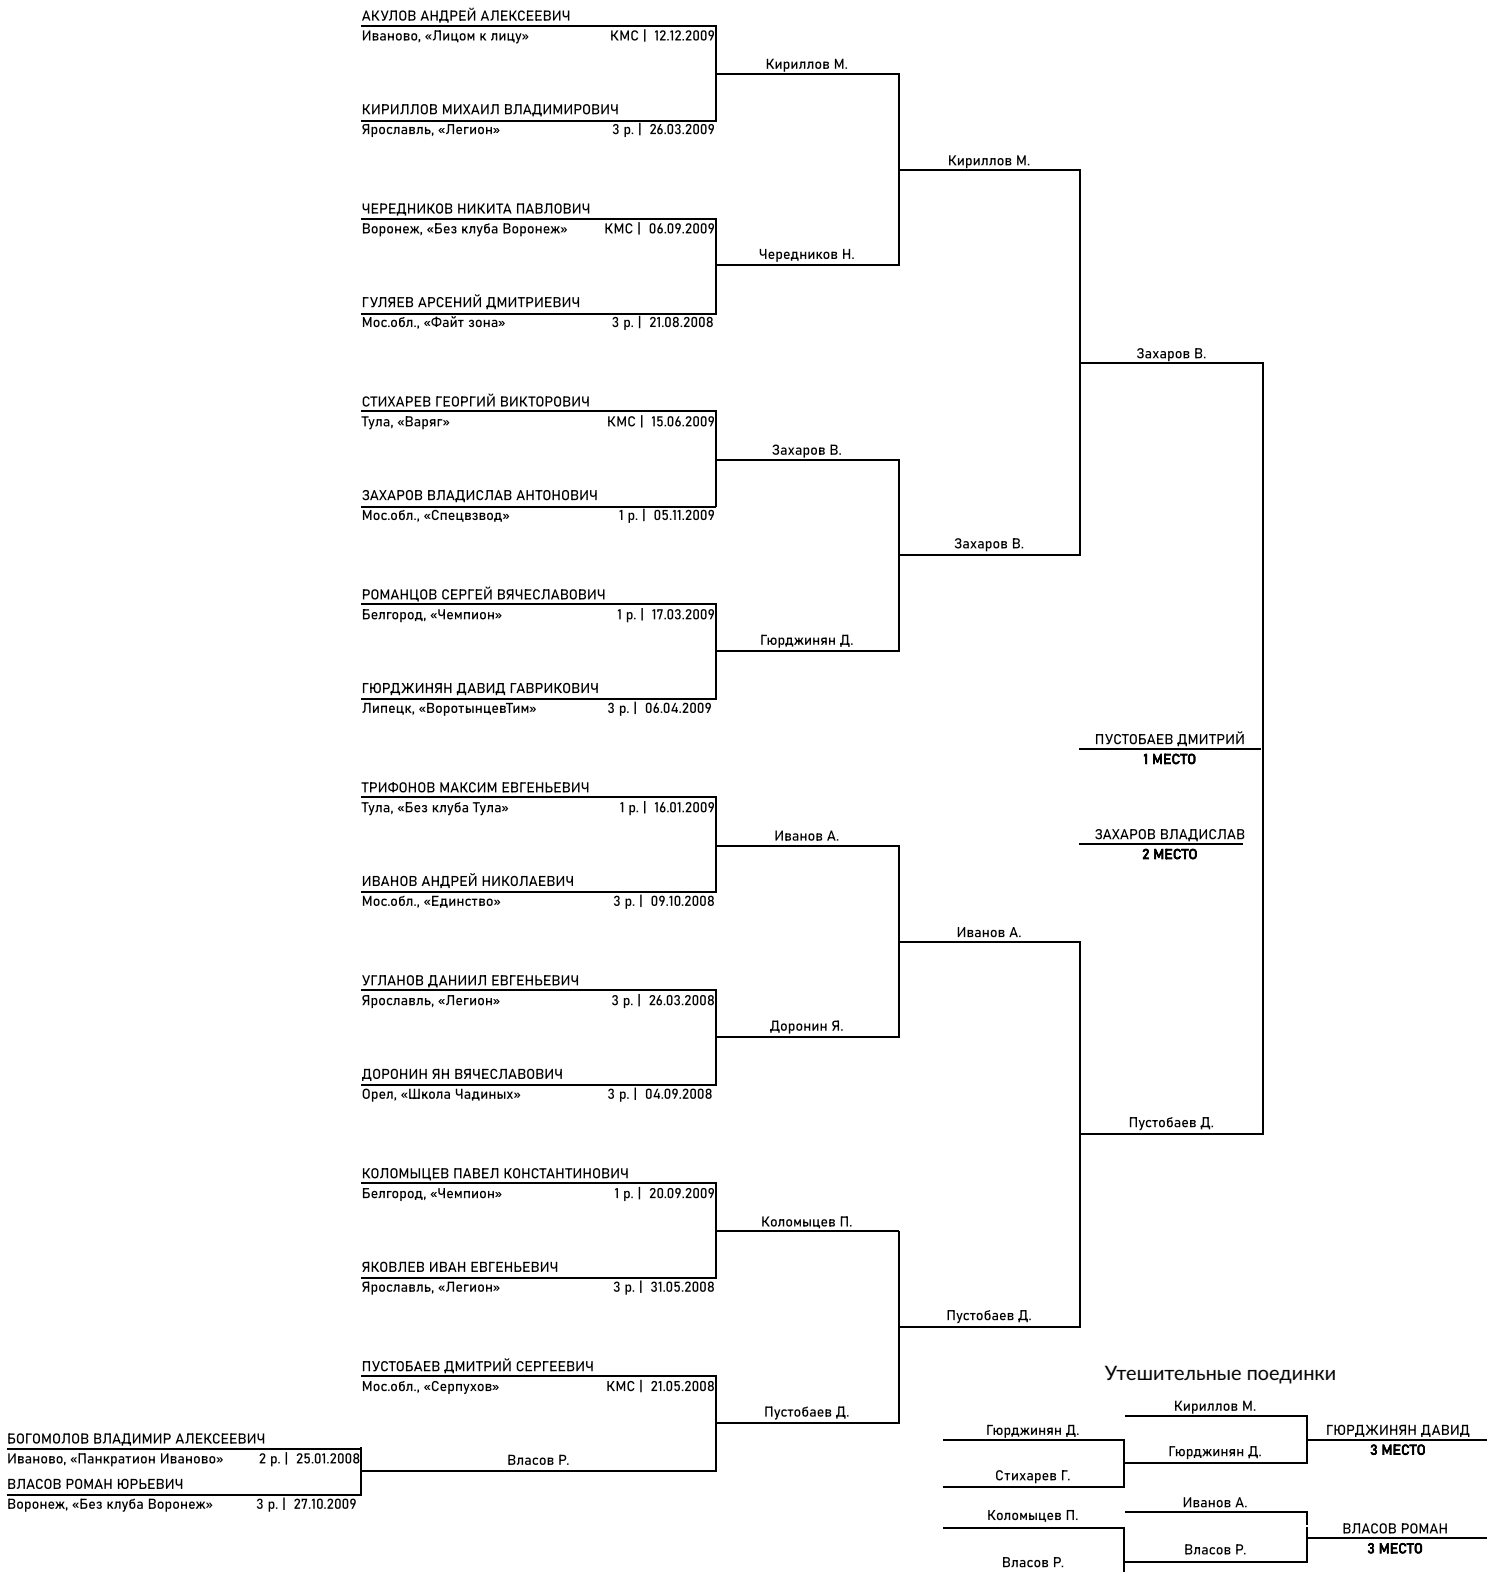 АКУЛОВ АНДРЕЙ АЛЕКСЕЕВИЧ
Иваново, «Лицом к лицу» КМС | 12.12.2009
Кириллов М.
КИРИЛЛОВ МИХАИЛ ВЛАДИМИРОВИЧ
Ярославль, «Легион» 3 р. | 26.03.2009
Кириллов М.
ЧЕРЕДНИКОВ НИКИТА ПАВЛОВИЧ
Воронеж, «Без клуба Воронеж» КМС | 06.09.2009
Чередников Н.
ГУЛЯЕВ АРСЕНИЙ ДМИТРИЕВИЧ
Мос.обл., «Файт зона» 3 р. | 21.08.2008
Захаров В.
СТИХАРЕВ ГЕОРГИЙ ВИКТОРОВИЧ
Тула, «Варяг» КМС | 15.06.2009
Захаров В.
ЗАХАРОВ ВЛАДИСЛАВ АНТОНОВИЧ
Мос.обл., «Спецвзвод» 1 р. | 05.11.2009
Захаров В.
РОМАНЦОВ СЕРГЕЙ ВЯЧЕСЛАВОВИЧ
Белгород, «Чемпион» 1 р. | 17.03.2009
Гюрджинян Д.
ГЮРДЖИНЯН ДАВИД ГАВРИКОВИЧ
Липецк, «ВоротынцевТим» 3 р. | 06.04.2009
ПУСТОБАЕВ ДМИТРИЙ
1 МЕСТО
ТРИФОНОВ МАКСИМ ЕВГЕНЬЕВИЧ
Тула, «Без клуба Тула» 1 р. | 16.01.2009
Иванов А.
ЗАХАРОВ ВЛАДИСЛАВ
2 МЕСТО
ИВАНОВ АНДРЕЙ НИКОЛАЕВИЧ
Мос.обл., «Единство» 3 р. | 09.10.2008
Иванов А.
УГЛАНОВ ДАНИИЛ ЕВГЕНЬЕВИЧ
Ярославль, «Легион» 3 р. | 26.03.2008
Доронин Я.
ДОРОНИН ЯН ВЯЧЕСЛАВОВИЧ
Орел, «Школа Чадиных» 3 р. | 04.09.2008
Пустобаев Д.
КОЛОМЫЦЕВ ПАВЕЛ КОНСТАНТИНОВИЧ
Белгород, «Чемпион» 1 р. | 20.09.2009
Коломыцев П.
ЯКОВЛЕВ ИВАН ЕВГЕНЬЕВИЧ
Ярославль, «Легион» 3 р. | 31.05.2008
Пустобаев Д.
ПУСТОБАЕВ ДМИТРИЙ СЕРГЕЕВИЧ
Мос.обл., «Серпухов» КМС | 21.05.2008
Пустобаев Д.
БОГОМОЛОВ ВЛАДИМИР АЛЕКСЕЕВИЧ
Иваново, «Панкратион Иваново» 2 р. | 25.01.2008
Власов Р.
ВЛАСОВ РОМАН ЮРЬЕВИЧ
Воронеж, «Без клуба Воронеж» 3 р. | 27.10.2009
Утешительные поединки
Кириллов М.
Гюрджинян Д.
ГЮРДЖИНЯН ДАВИД
3 МЕСТО
Гюрджинян Д.
Стихарев Г.
Иванов А.
Коломыцев П.
ВЛАСОВ РОМАН
3 МЕСТО
Власов Р.
Власов Р.